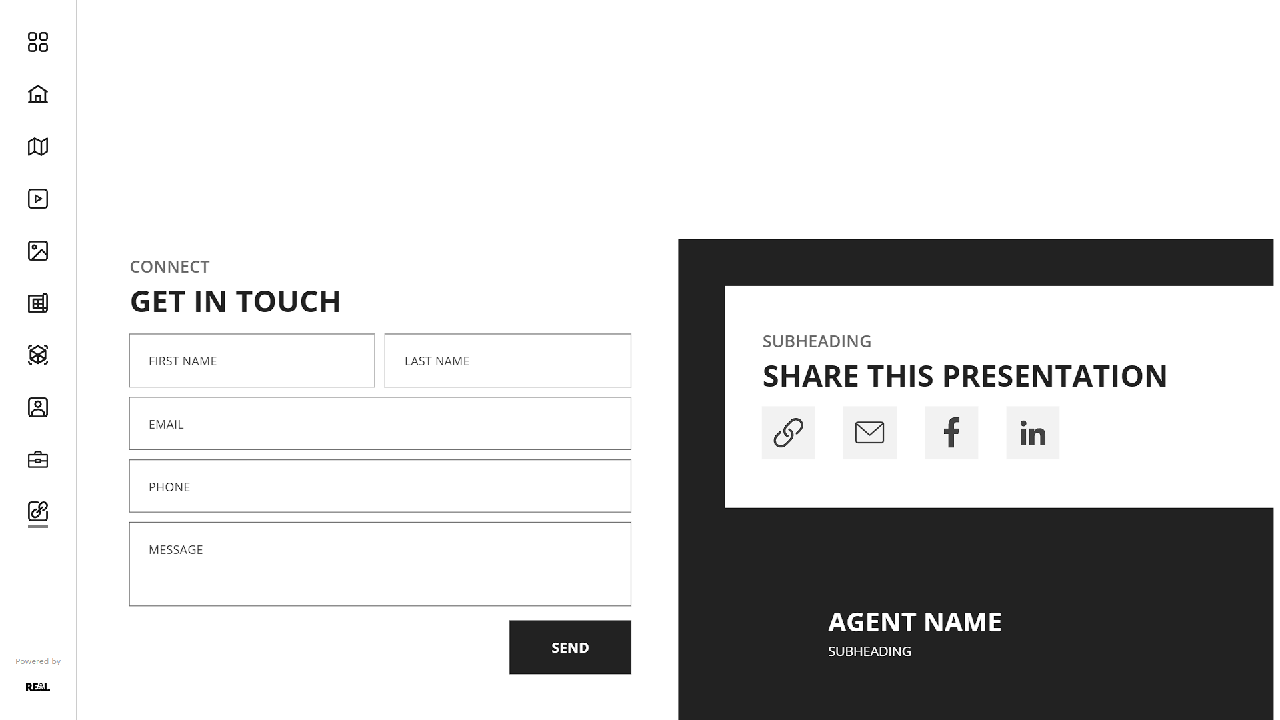 CONNECT
GET IN TOUCH
FIRST NAME
LAST NAME
EMAIL
PHONE
MESSAGE
SEND
SUBHEADING
SHARE THIS PRESENTATION
f
in
AGENT NAME
SUBHEADING
Powered by
REAL